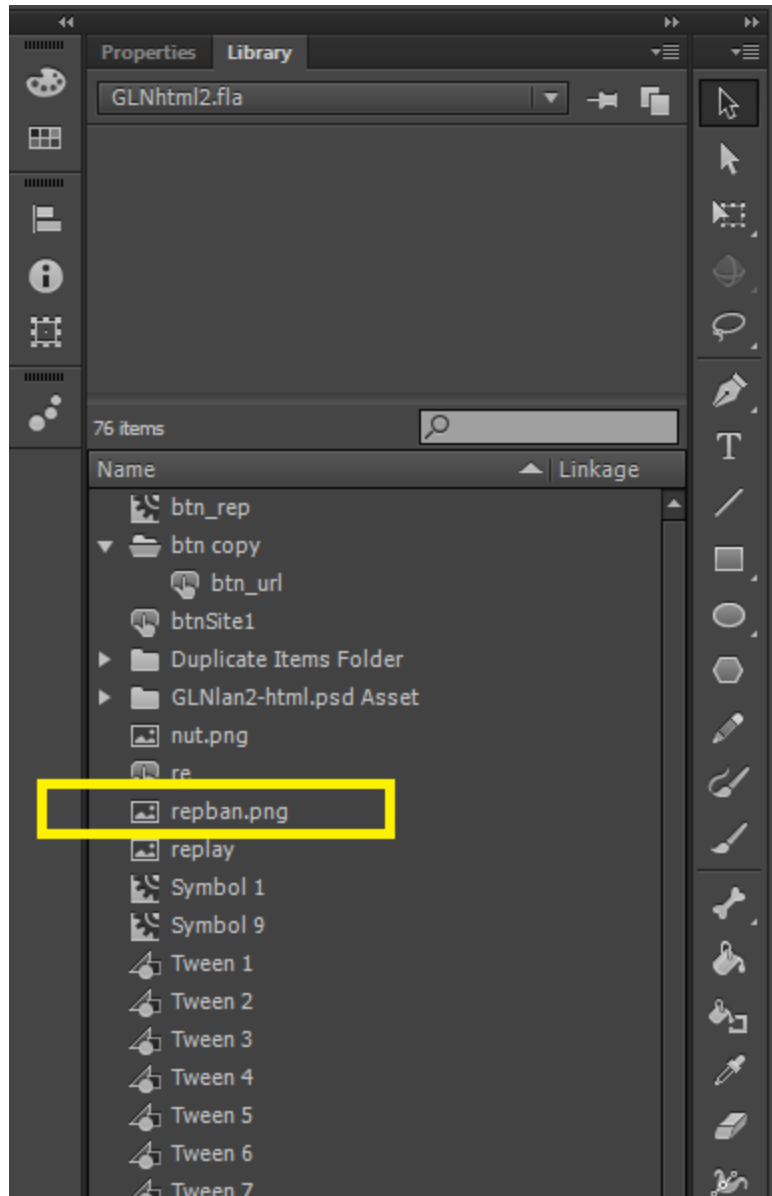 Properties Library
GLNhtml2.fla
76 items
Name Linkage
btn_rep
btn copy
btn_url
btnSite1
Duplicate Items Folder
GLNlan2-html.psd Asset
nut.png
re
repban.png
replay
Symbol 1
Symbol 9
Tween 1
Tween 2
Tween 3
Tween 4
Tween 5
Tween 6
Tween 7
T